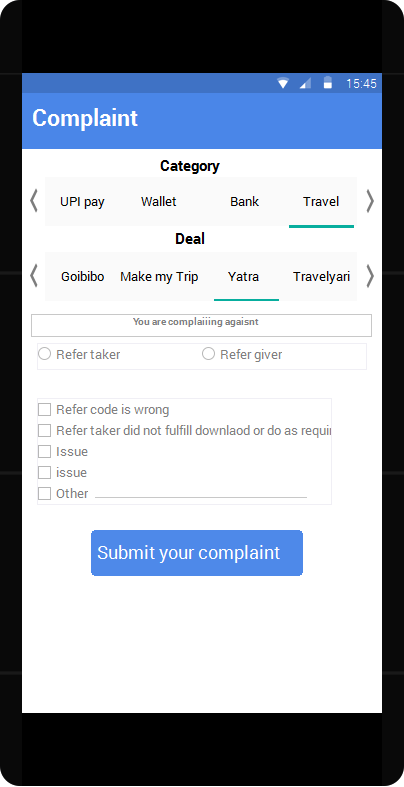 15:45
Complaint
Category
UPI pay Wallet Bank Travel
Deal
Goibibo Make my Trip Yatra Travelyari
You are complaiiing agaisnt
Refer taker Refer giver
Refer code is wrong
Refer taker did not fulfill downlaod or do as requi
Issue
issue
Other
Submit your complaint